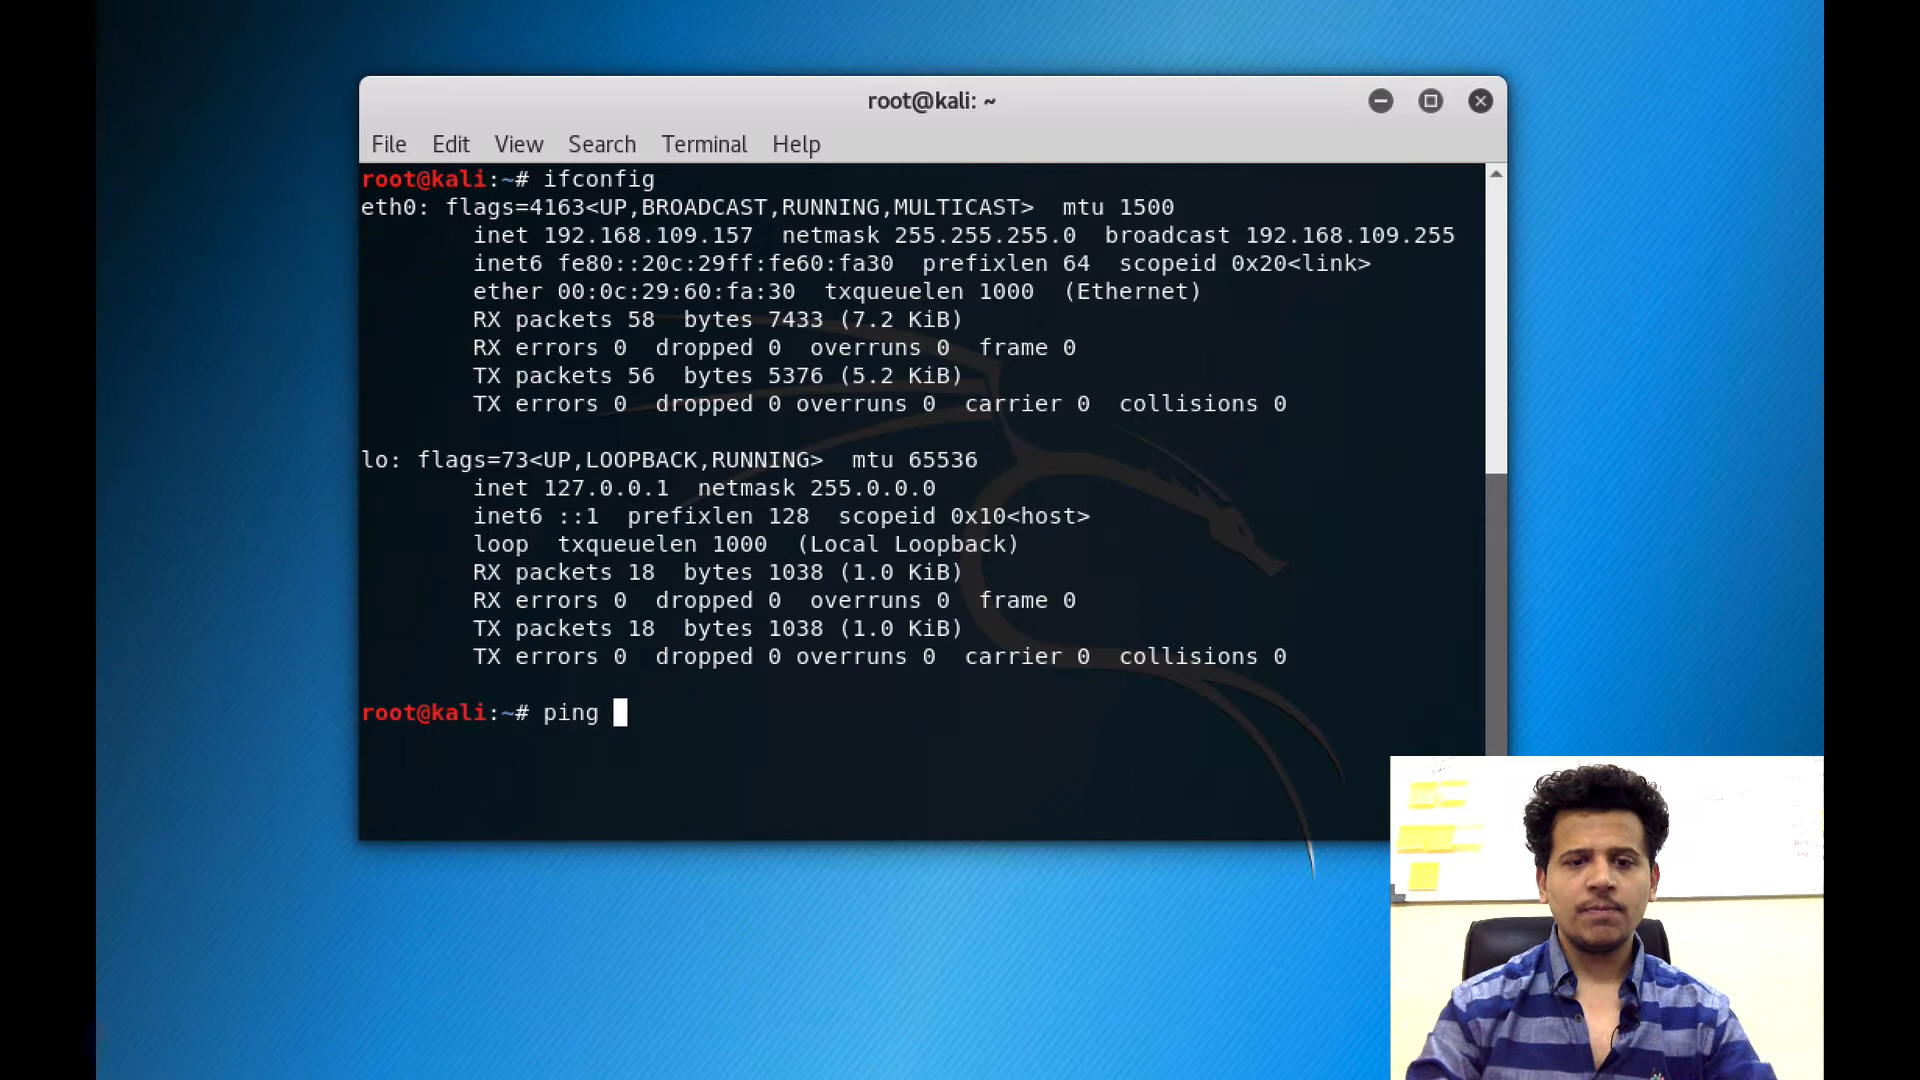 root@kali: ~
File Edit View Search Terminal Help
root@kali:~# ifconfig
eth0: flags=4163<UP,BROADCAST,RUNNING,MULTICAST>  mtu 1500
        inet 192.168.109.157  netmask 255.255.255.0  broadcast 192.168.109.255
        inet6 fe80::20c:29ff:fe60:fa30  prefixlen 64  scopeid 0x20<link>
        ether 00:0c:29:60:fa:30  txqueuelen 1000  (Ethernet)
        RX packets 58  bytes 7433 (7.2 KiB)
        RX errors 0  dropped 0  overruns 0  frame 0
        TX packets 56  bytes 5376 (5.2 KiB)
        TX errors 0  dropped 0 overruns 0  carrier 0  collisions 0
lo: flags=73<UP,LOOPBACK,RUNNING>  mtu 65536
        inet 127.0.0.1  netmask 255.0.0.0
        inet6 ::1  prefixlen 128  scopeid 0x10<host>
        loop  txqueuelen 1000  (Local Loopback)
        RX packets 18  bytes 1038 (1.0 KiB)
        RX errors 0  dropped 0  overruns 0  frame 0
        TX packets 18  bytes 1038 (1.0 KiB)
        TX errors 0  dropped 0 overruns 0  carrier 0  collisions 0
root@kali:~# ping